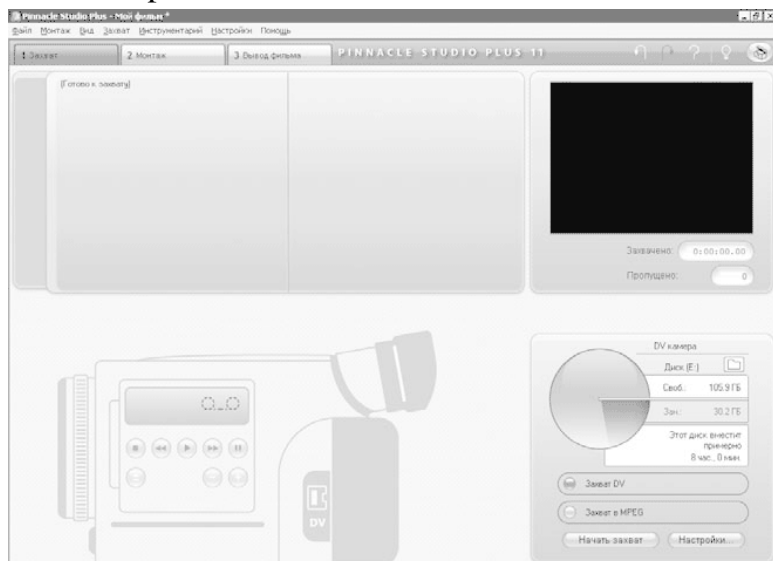 Pinnacle Studio Plus - Мой фильм *
Файл Монтаж Вид Захват Инструментарий Настройки Помощь
1 Захват 2 Монтаж 3 Вывод фильма PINNACLE STUDIO PLUS 11
(Готово к захвату)
Захвачено: 0:00:00.00
Пропущено: 0
DV камера
Диск (E:)
Своб.: 105.9 ГБ
Зан.: 30.2 ГБ
Этот диск вместит
примерно
8 час., 0 мин.
DV
Захват DV
Захват в MPEG
Начать захват Настройки...